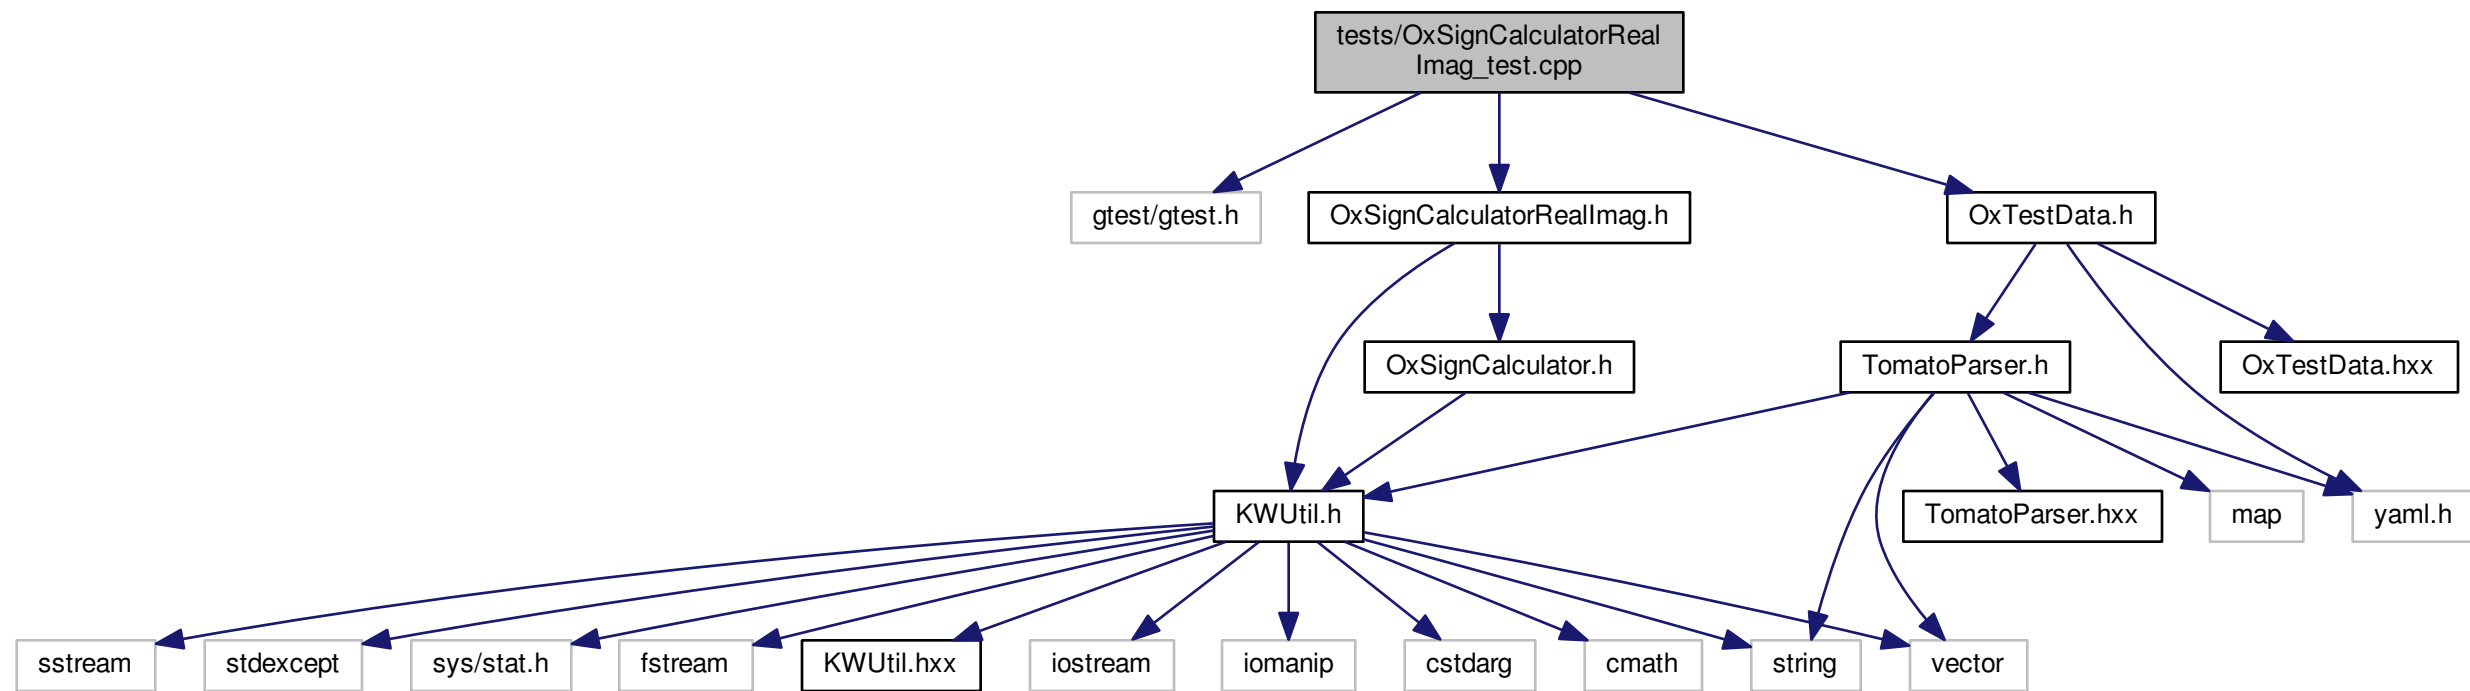 tests/OxSignCalculatorReal
Imag_test.cpp
gtest/gtest.h
OxSignCalculatorRealImag.h
OxTestData.h
OxSignCalculator.h
TomatoParser.h
OxTestData.hxx
KWUtil.h
TomatoParser.hxx
map
yaml.h
sstream
stdexcept
sys/stat.h
fstream
KWUtil.hxx
iostream
iomanip
cstdarg
cmath
string
vector